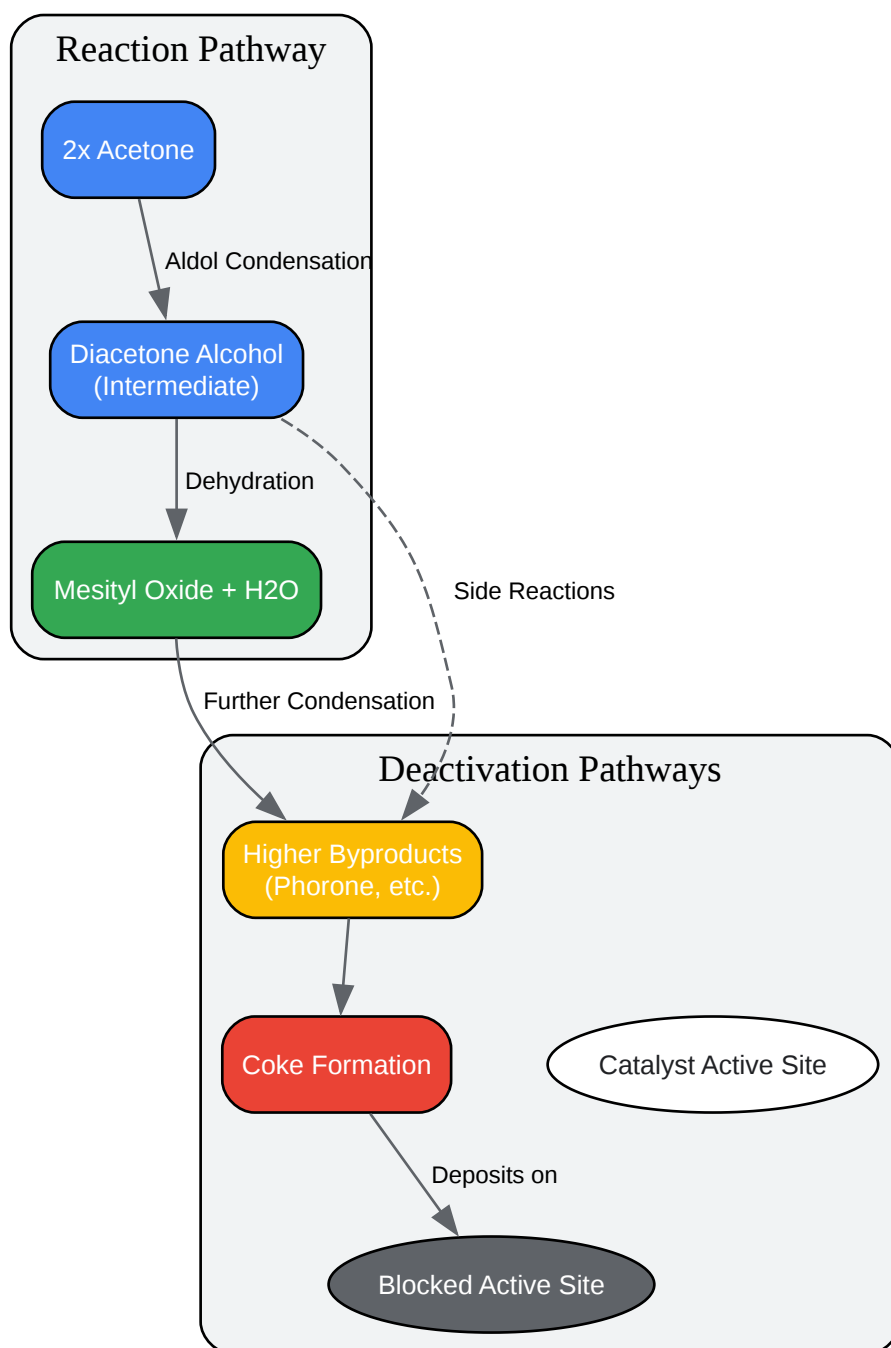 Reaction Pathway
2x Acetone
Aldol Condensation
Diacetone Alcohol
(Intermediate)
Dehydration
Mesityl Oxide + H2O
Side Reactions
Further Condensation
Deactivation Pathways
Higher Byproducts
(Phorone, etc.)
Coke Formation
Catalyst Active Site
Deposits on
Blocked Active Site